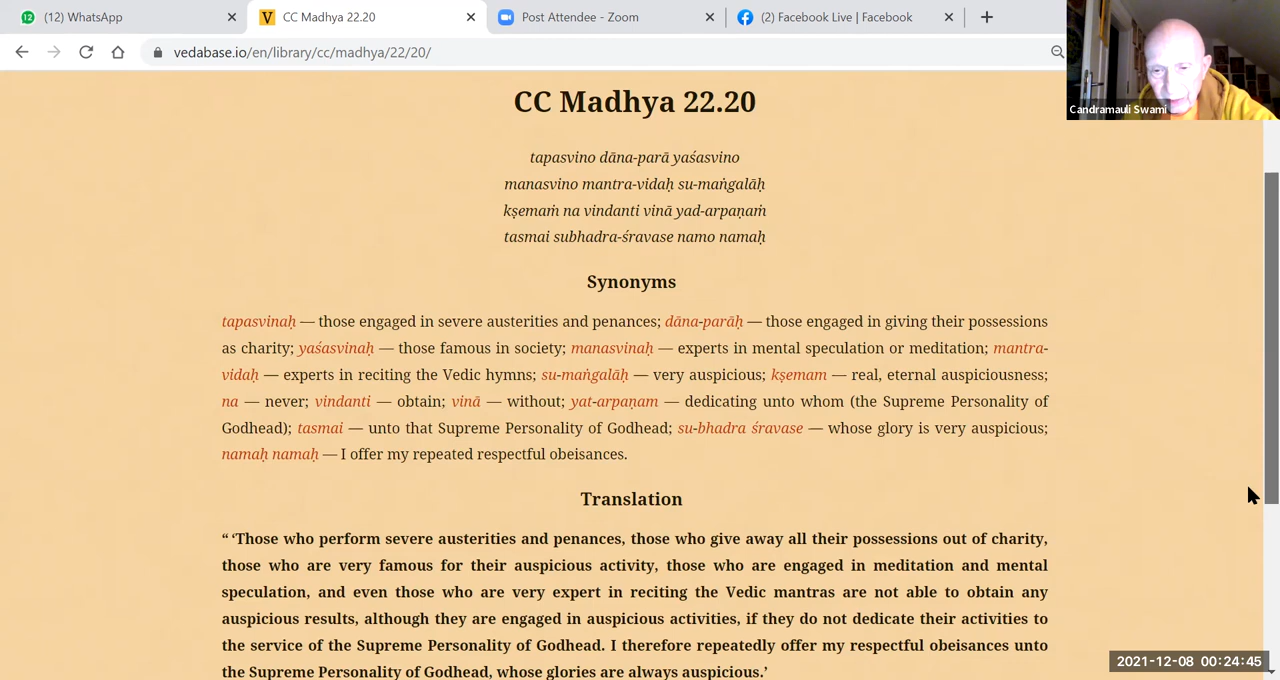 (12) WhatsApp
CC Madhya 22.20
Post Attendee - Zoom
(2) Facebook Live | Facebook
vedabase.io/en/library/cc/madhya/22/20/
Candramauli Swami
CC Madhya 22.20
tapasvino dāna-parā yaśasvino
manasvino mantra-vidaḥ su-maṅgalāḥ
kṣemaṁ na vindanti vinā yad-arpaṇaṁ
tasmai subhadra-śravase namo namaḥ
Synonyms
tapasvinaḥ — those engaged in severe austerities and penances; dāna-parāḥ — those engaged in giving their possessions
as charity; yaśasvinaḥ — those famous in society; manasvinaḥ — experts in mental speculation or meditation; mantra-
vidaḥ — experts in reciting the Vedic hymns; su-maṅgalāḥ — very auspicious; kṣemam — real, eternal auspiciousness;
na — never; vindanti — obtain; vinā — without; yat-arpaṇam — dedicating unto whom (the Supreme Personality of
Godhead); tasmai — unto that Supreme Personality of Godhead; su-bhadra śravase — whose glory is very auspicious;
namaḥ namaḥ — I offer my repeated respectful obeisances.
Translation
“ ‘Those who perform severe austerities and penances, those who give away all their possessions out of charity,
those who are very famous for their auspicious activity, those who are engaged in meditation and mental
speculation, and even those who are very expert in reciting the Vedic mantras are not able to obtain any
auspicious results, although they are engaged in auspicious activities, if they do not dedicate their activities to
the service of the Supreme Personality of Godhead. I therefore repeatedly offer my respectful obeisances unto
the Supreme Personality of Godhead, whose glories are always auspicious.’
2021-12-08 00:24:45